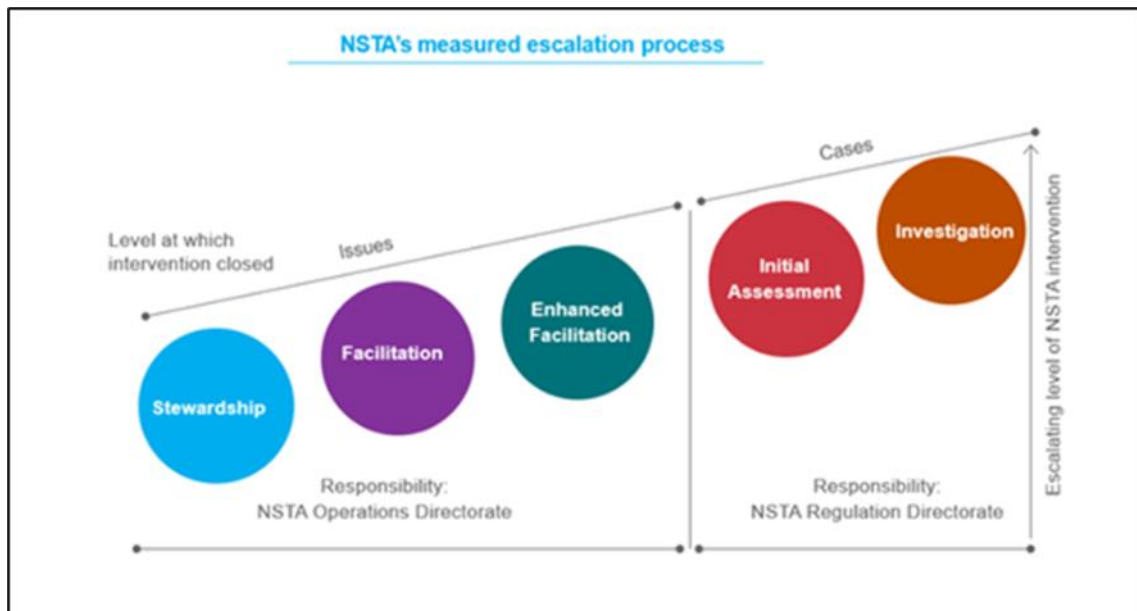 NSTA's measured escalation process
Cases
Issues
Level at which
intervention closed
Stewardship
Facilitation
Enhanced
Facilitation
Initial
Assessment
Investigation
Escalating level of NSTA intervention
Responsibility:
NSTA Operations Directorate
Responsibility:
NSTA Regulation Directorate